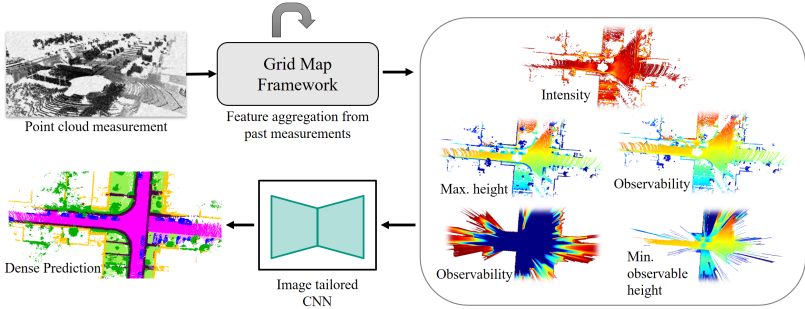 Grid Map
Framework
Point cloud measurement
Feature aggregation from
past measurements
Intensity
Max. height
Observability
Observability
Min.
observable
height
Image tailored
CNN
Dense Prediction